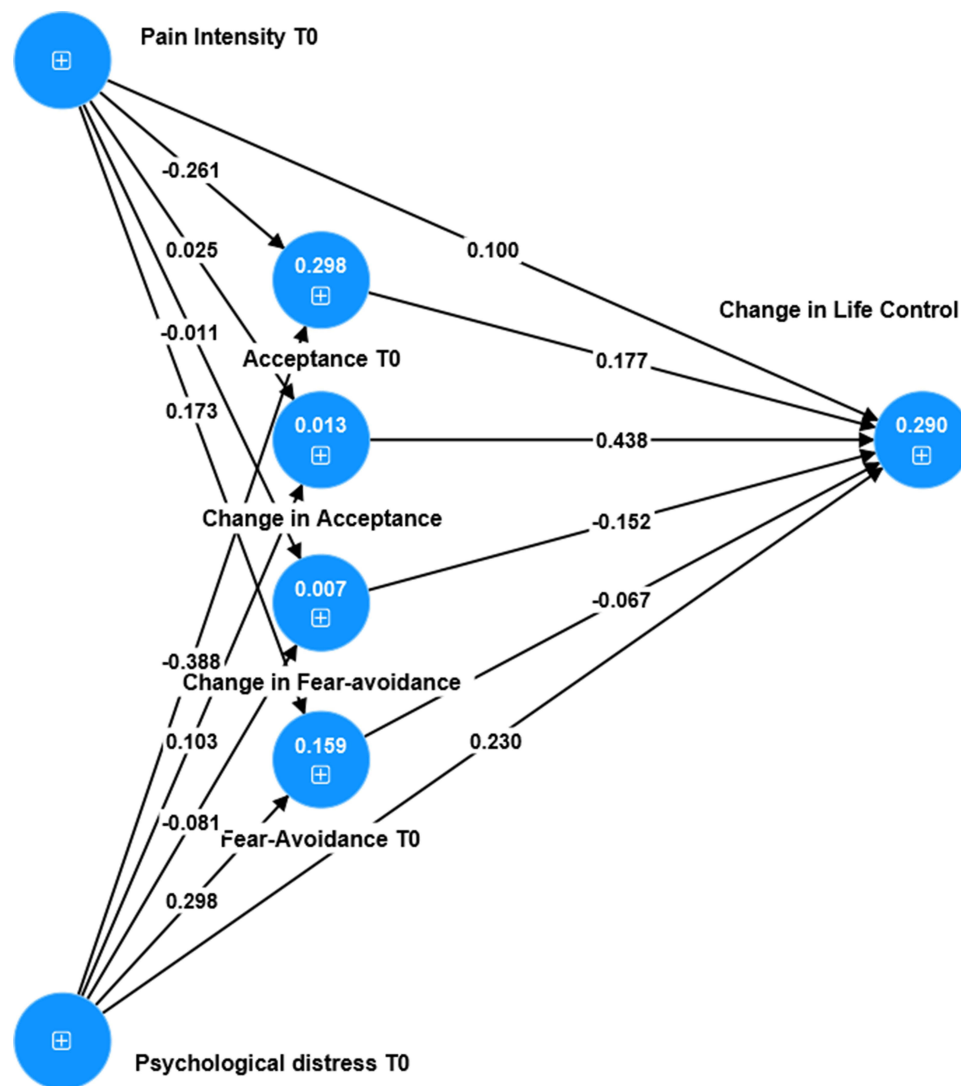 Pain Intensity T0
-0.261
0.025
0.100
0.298
-0.011
Change in Life Control
Acceptance T0
0.177
0.173
0.013
0.438
0.290
Change in Acceptance
-0.152
0.007
-0.067
-0.388
Change in Fear-avoidance
0.103
0.159
0.230
-0.081
Fear-Avoidance T0
0.298
Psychological distress T0